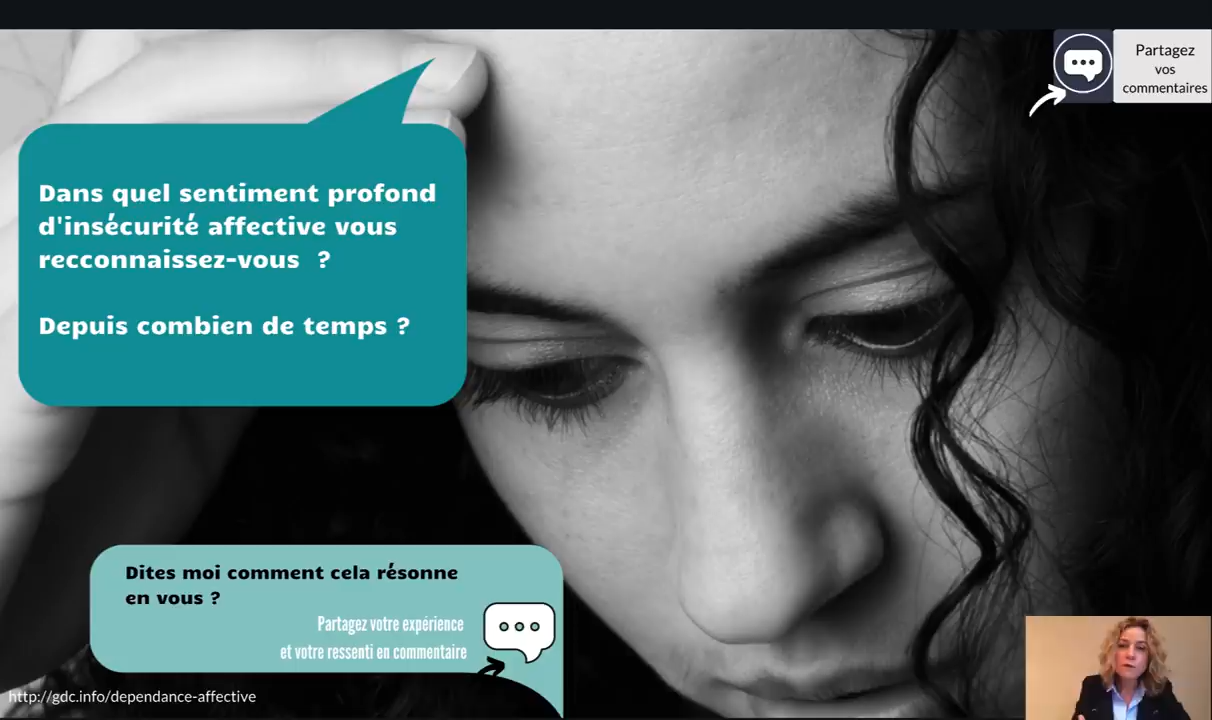 Partagez
vos
commentaires
Dans quel sentiment profond
d'insécurité affective vous
recconnaissez-vous ?
Depuis combien de temps ?
Dites moi comment cela résonne
en vous ?
Partagez votre expérience
et votre ressenti en commentaire
http://gdc.info/dependance-affective